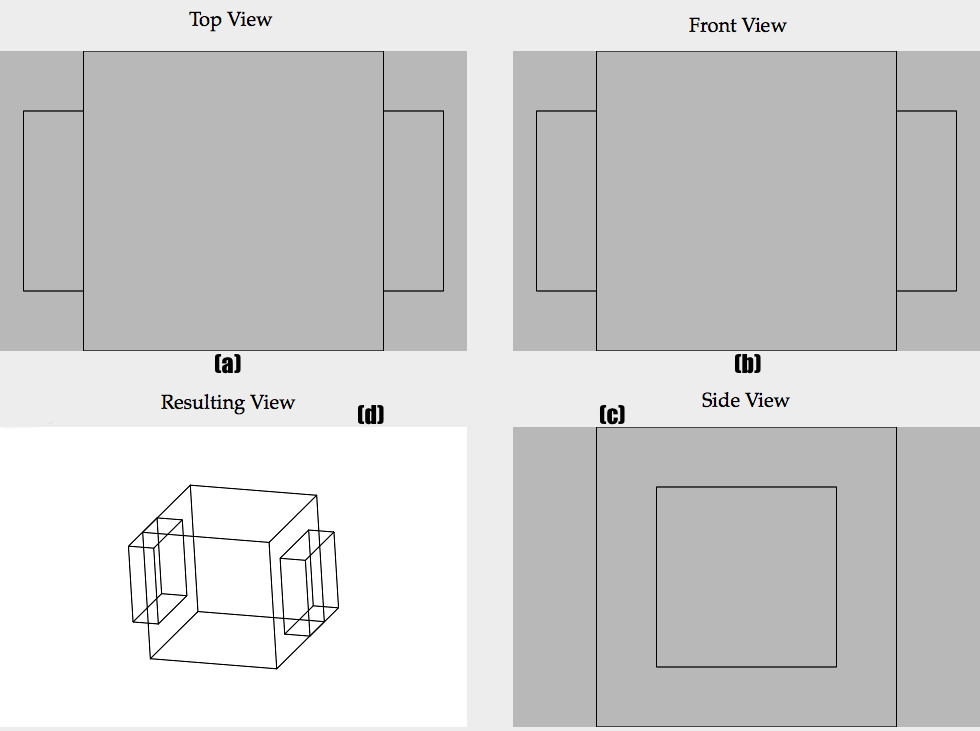 Top View
Front View
(a)
(b)
Resulting View
(d)
(c)
Side View